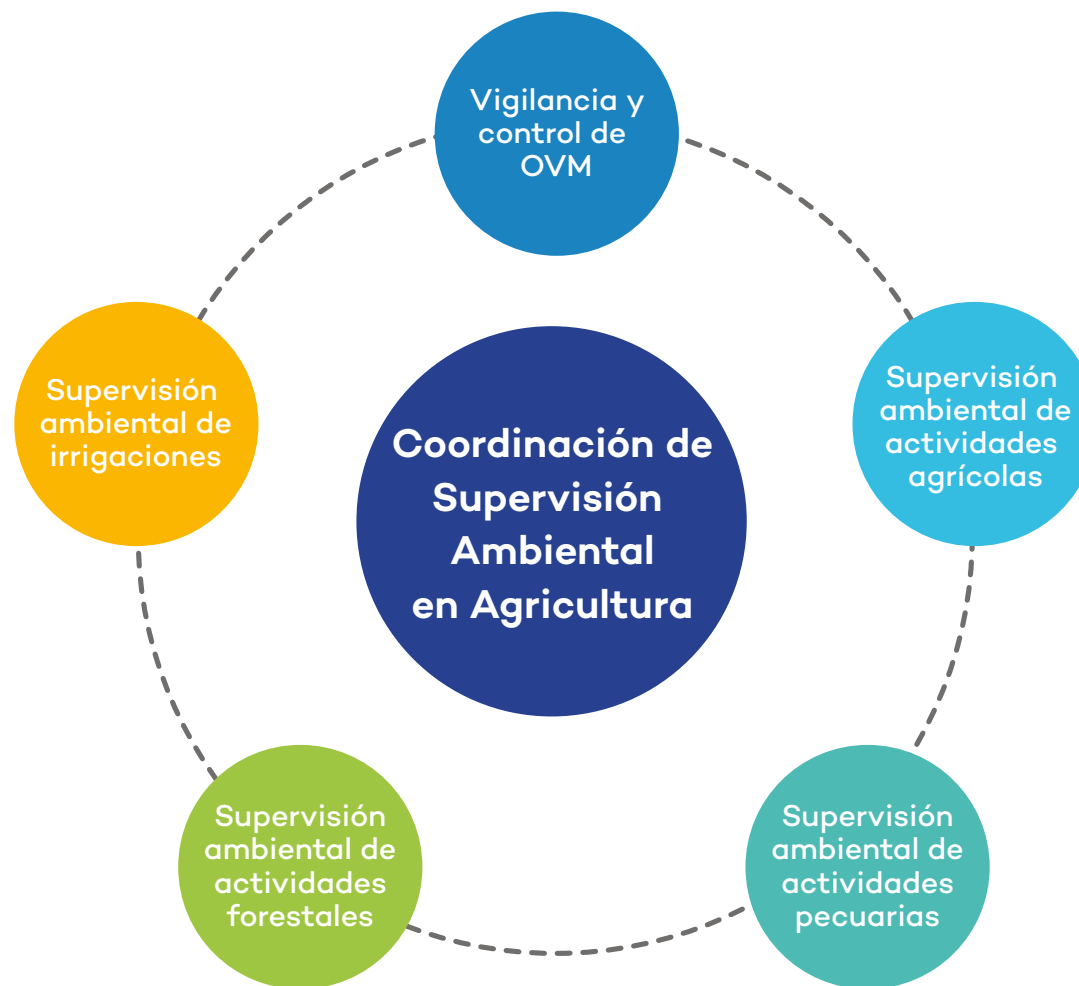 Vigilancia y
control de
OVM
Supervisión
ambiental de
irrigaciones
Supervisión
ambiental de
actividades
agrícolas
Coordinación de
Supervisión
Ambiental
en Agricultura
Supervisión
ambiental de
actividades
forestales
Supervisión
ambiental de
actividades
pecuarias